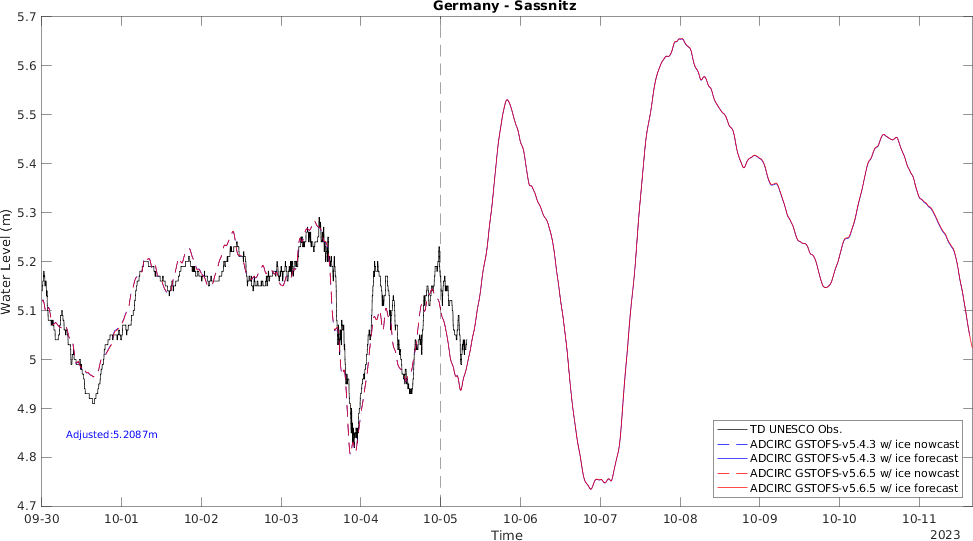 Germany - Sassnitz
5.7
5.6
5.5
5.4
5.3
5.2
5.1
5
4.9
4.8
4.7
Water Level (m)
Adjusted:5.2087m
TD UNESCO Obs.
ADCIRC GSTOFS-v5.4.3 w/ ice nowcast
ADCIRC GSTOFS-v5.4.3 w/ ice forecast
ADCIRC GSTOFS-v5.6.5 w/ ice nowcast
ADCIRC GSTOFS-v5.6.5 w/ ice forecast
09-30 10-01 10-02 10-03 10-04 10-05 10-06 10-07 10-08 10-09 10-10 10-11
Time
2023